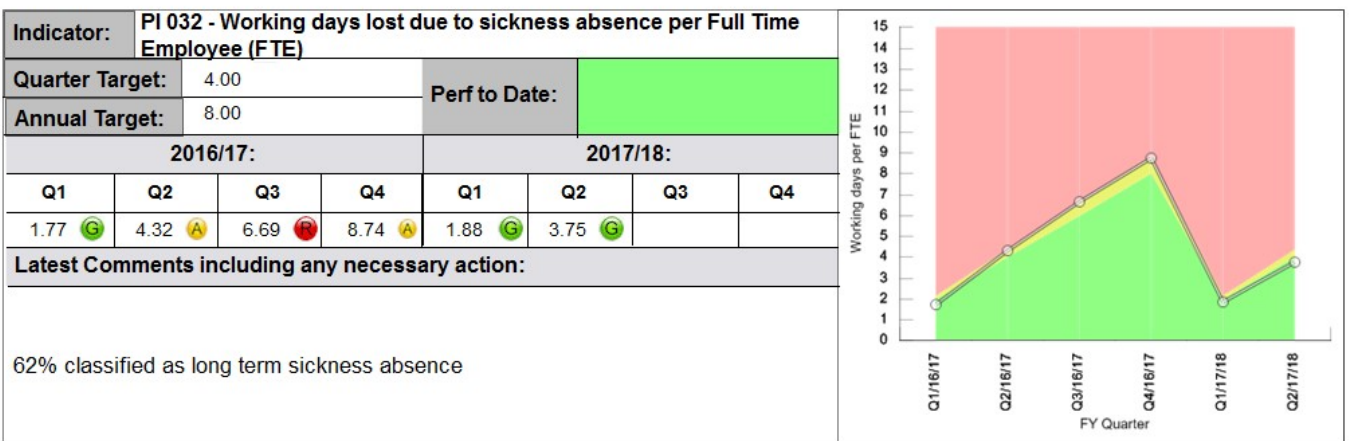 Indicator:
PI 032 - Working days lost due to sickness absence per Full Time
Employee (FTE)
Quarter Target:
4.00
Annual Target:
8.00
Perf to Date:
2016/17:
2017/18:
Q1
Q2
Q3
Q4
Q1
Q2
Q3
Q4
1.77 G
4.32 A
6.69 R
8.74 A
1.88 G
3.75 G
Latest Comments including any necessary action:
62% classified as long term sickness absence
15
14
13
12
11
10
9
8
7
6
5
4
3
2
1
0
Working days per FTE
Q1/16/17
Q2/16/17
Q3/16/17
Q4/16/17
Q1/17/18
Q2/17/18
FY Quarter